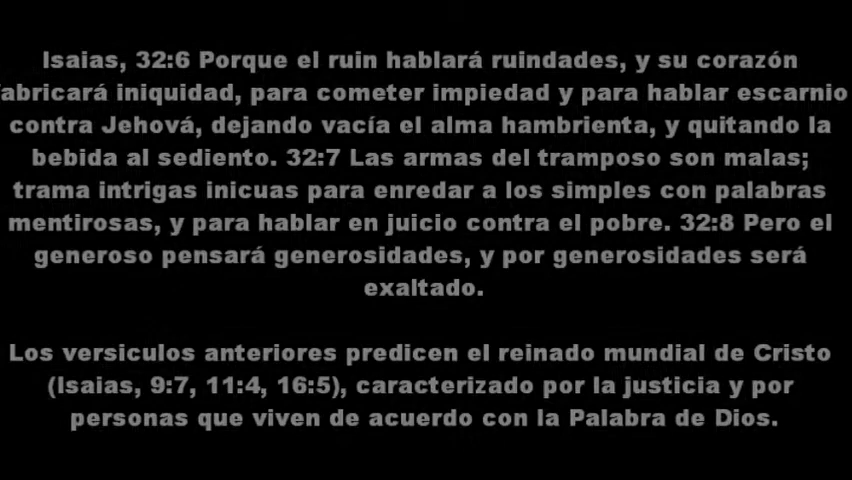 Isaias, 32:6 Porque el ruin hablará ruindades, y su corazón
abricará iniquidad, para cometer impiedad y para hablar escarnio
contra Jehová, dejando vacía el alma hambrienta, y quitando la
bebida al sediento. 32:7 Las armas del tramposo son malas;
trama intrigas inicuas para enredar a los simples con palabras
mentirosas, y para hablar en juicio contra el pobre. 32:8 Pero el
generoso pensará generosidades, y por generosidades será
exaltado.
Los versiculos anteriores predicen el reinado mundial de Cristo
(Isaias, 9:7, 11:4, 16:5), caracterizado por la justicia y por
personas que viven de acuerdo con la Palabra de Dios.